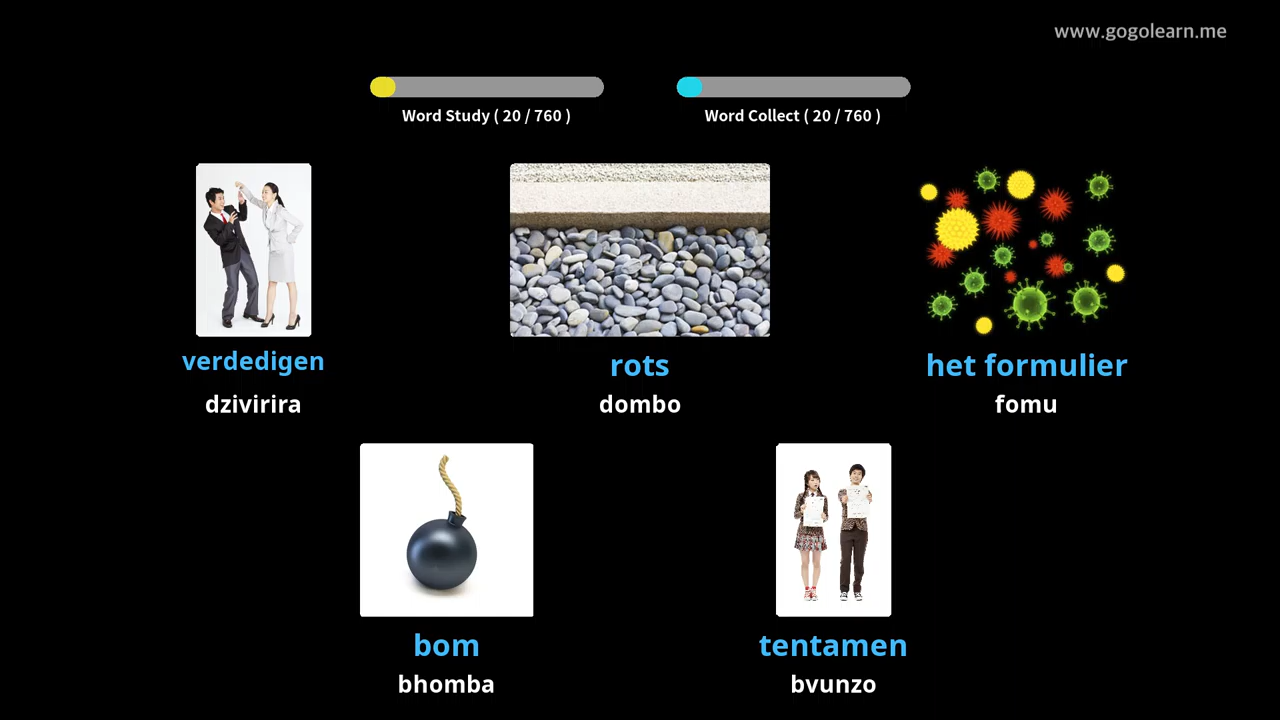 www.gogolearn.me
Word Study ( 20 / 760 )
Word Collect ( 20 / 760 )
verdedigen
dzivirira
rots
dombo
het formulier
fomu
bom
bhomba
tentamen
bvunzo